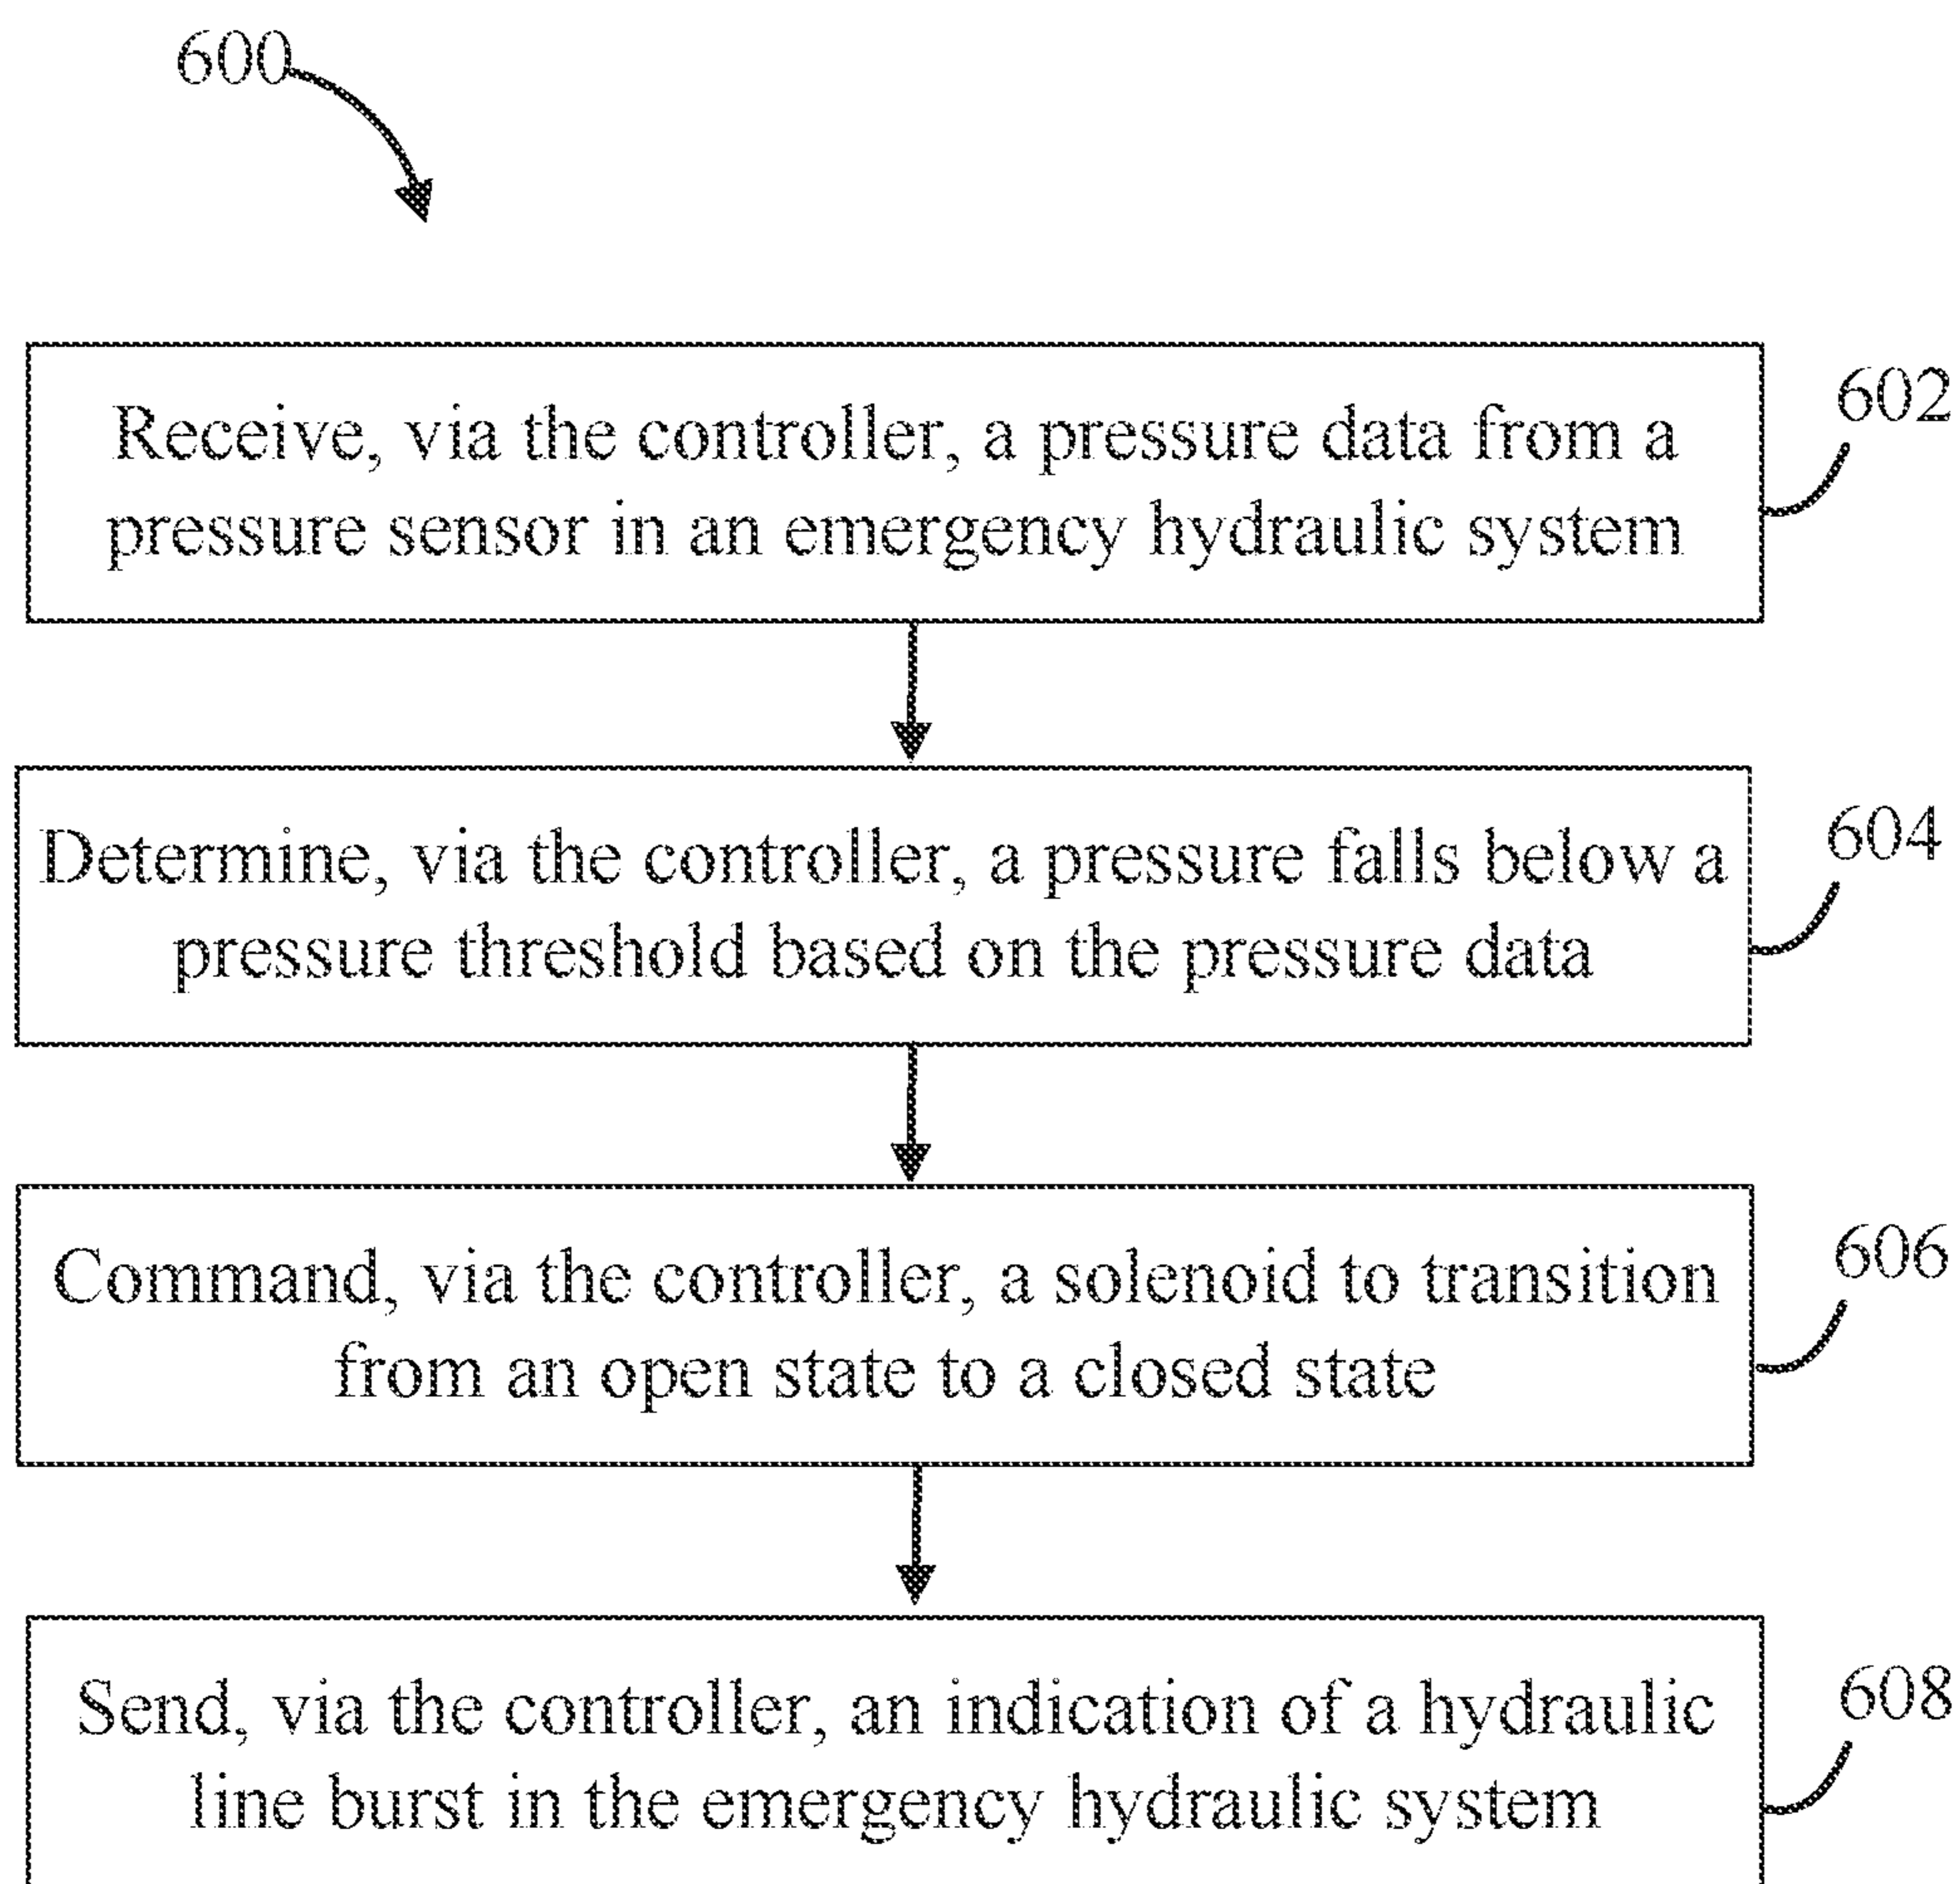 600
Receive, via the controller, a pressure data from a
pressure sensor in an emergency hydraulic system
602
Determine, via the controller, a pressure falls below a
pressure threshold based on the pressure data
604
Command, via the controller, a solenoid to transition
from an open state to a closed state
606
Send, via the controller, an indication of a hydraulic
line burst in the emergency hydraulic system
608